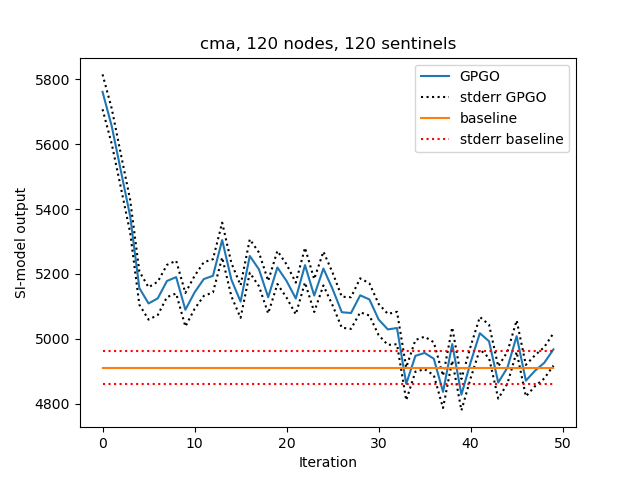 cma, 120 nodes, 120 sentinels
GPGO
stderr GPGO
baseline
stderr baseline
SI-model output
5800
5600
5400
5200
5000
4800
0 10 20 30 40 50
Iteration